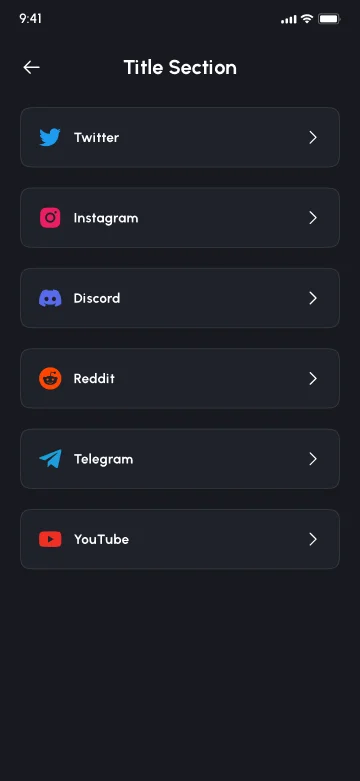 9:41
Title Section
Twitter
Instagram
Discord
Reddit
Telegram
YouTube